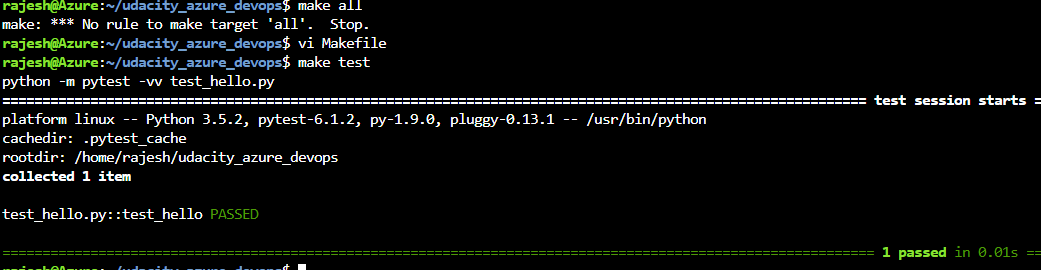 rajesh@Azure:~/udacity_azure_devops$ make all
make: *** No rule to make target 'all'.  Stop.
rajesh@Azure:~/udacity_azure_devops$ vi Makefile
rajesh@Azure:~/udacity_azure_devops$ make test
python -m pytest -vv test_hello.py
============================================================================================================ test session starts =
platform linux -- Python 3.5.2, pytest-6.1.2, py-1.9.0, pluggy-0.13.1 -- /usr/bin/python
cachedir: .pytest_cache
rootdir: /home/rajesh/udacity_azure_devops
collected 1 item
test_hello.py::test_hello PASSED
============================================================================================================= 1 passed in 0.01s ==
rajesh@Azure:~/udacity_azure_devops$